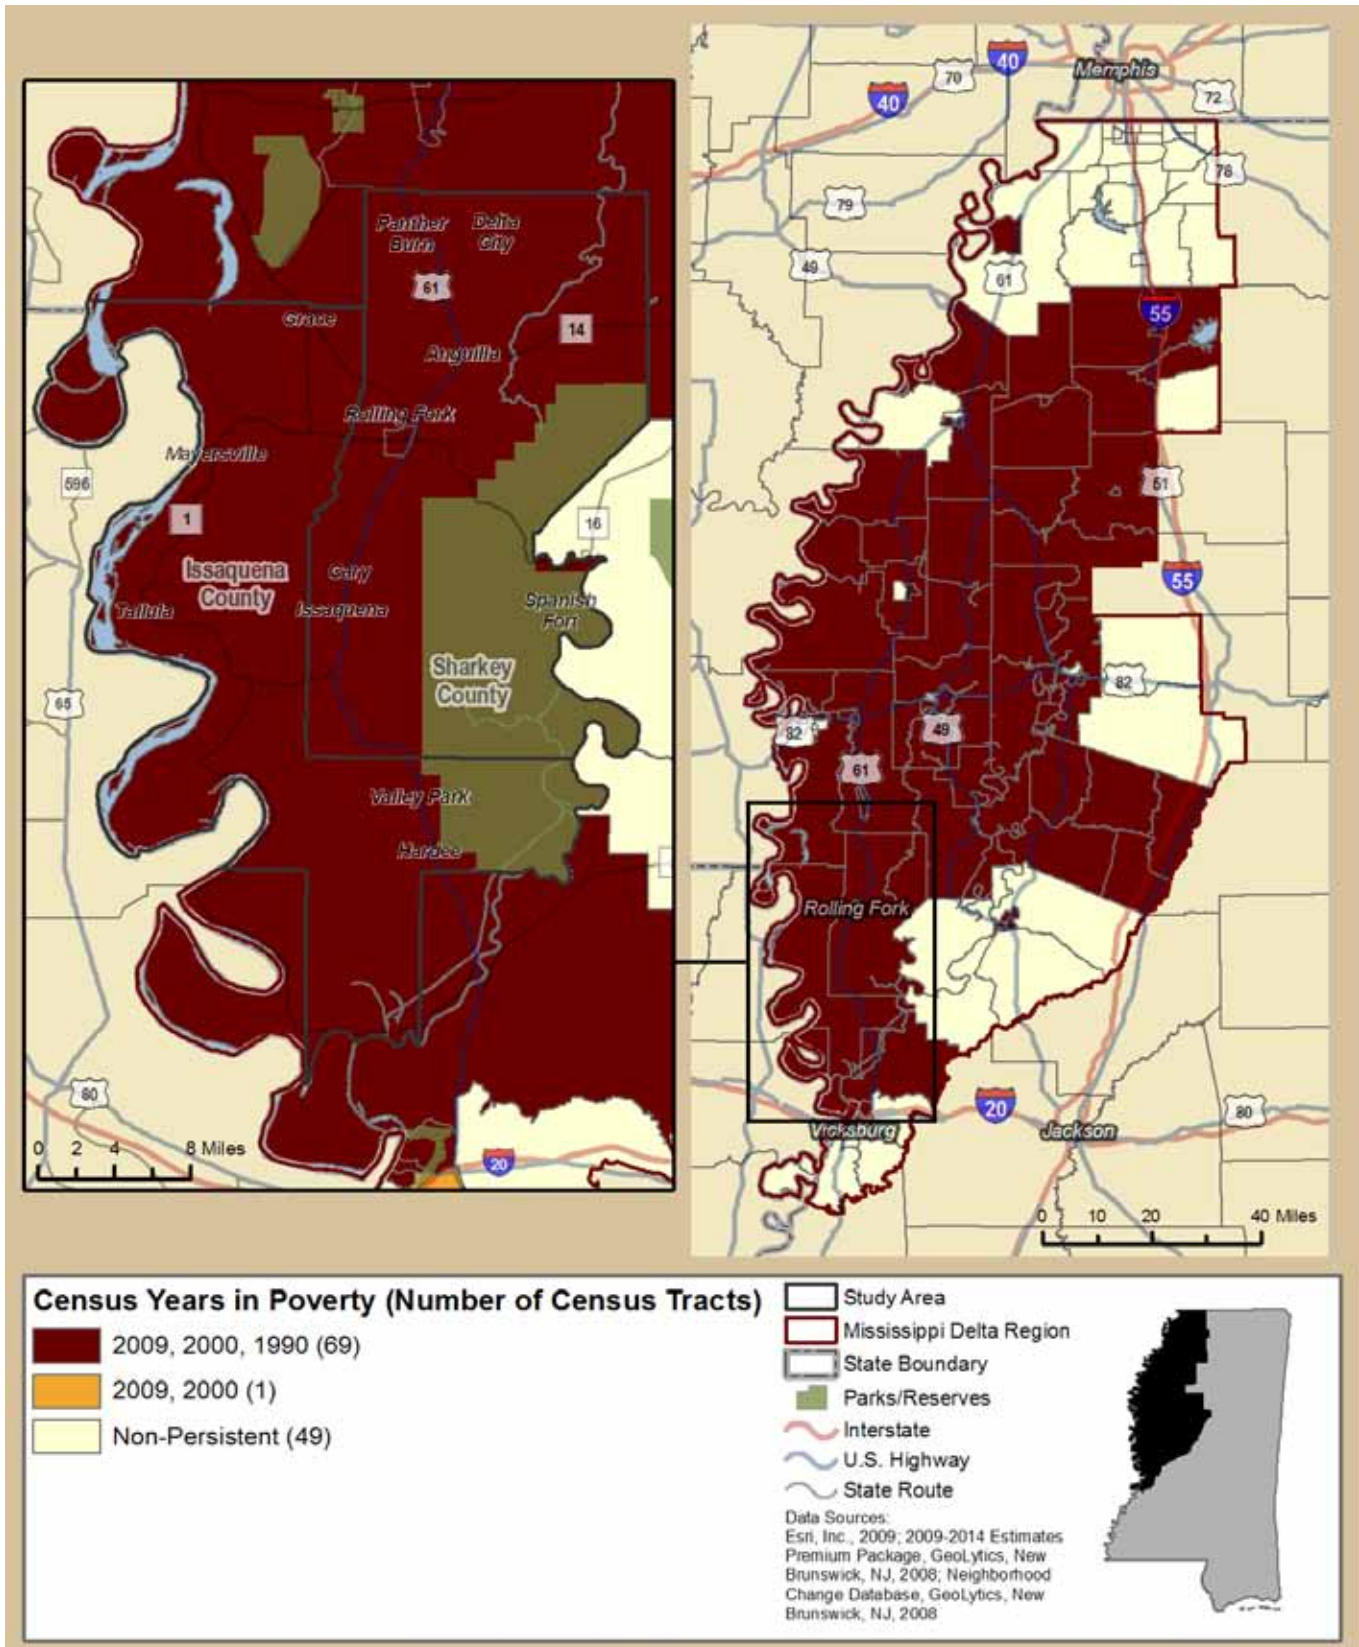 Panther
Burn
Delta
City
61
Grace
14
Anguilla
Rolling Fork
Mayersville
596
1
16
Issaquena
County
Cary
Tallula
Issaquena
Spanish
Fort
Sharkey
County
65
Valley Park
Hardee
80
0 2 4 8 Miles
20
40
Memphis
40
70
72
78
79
49
61
55
51
55
82
82
49
61
Rolling Fork
20
80
Vicksburg
Jackson
0 10 20 40 Miles
Census Years in Poverty (Number of Census Tracts)
2009, 2000, 1990 (69)
2009, 2000 (1)
Non-Persistent (49)
Study Area
Mississippi Delta Region
State Boundary
Parks/Reserves
Interstate
U.S. Highway
State Route
Data Sources:
Esri, Inc., 2009; 2009-2014 Estimates
Premium Package, GeoLytics, New
Brunswick, NJ, 2008; Neighborhood
Change Database, GeoLytics, New
Brunswick, NJ, 2008